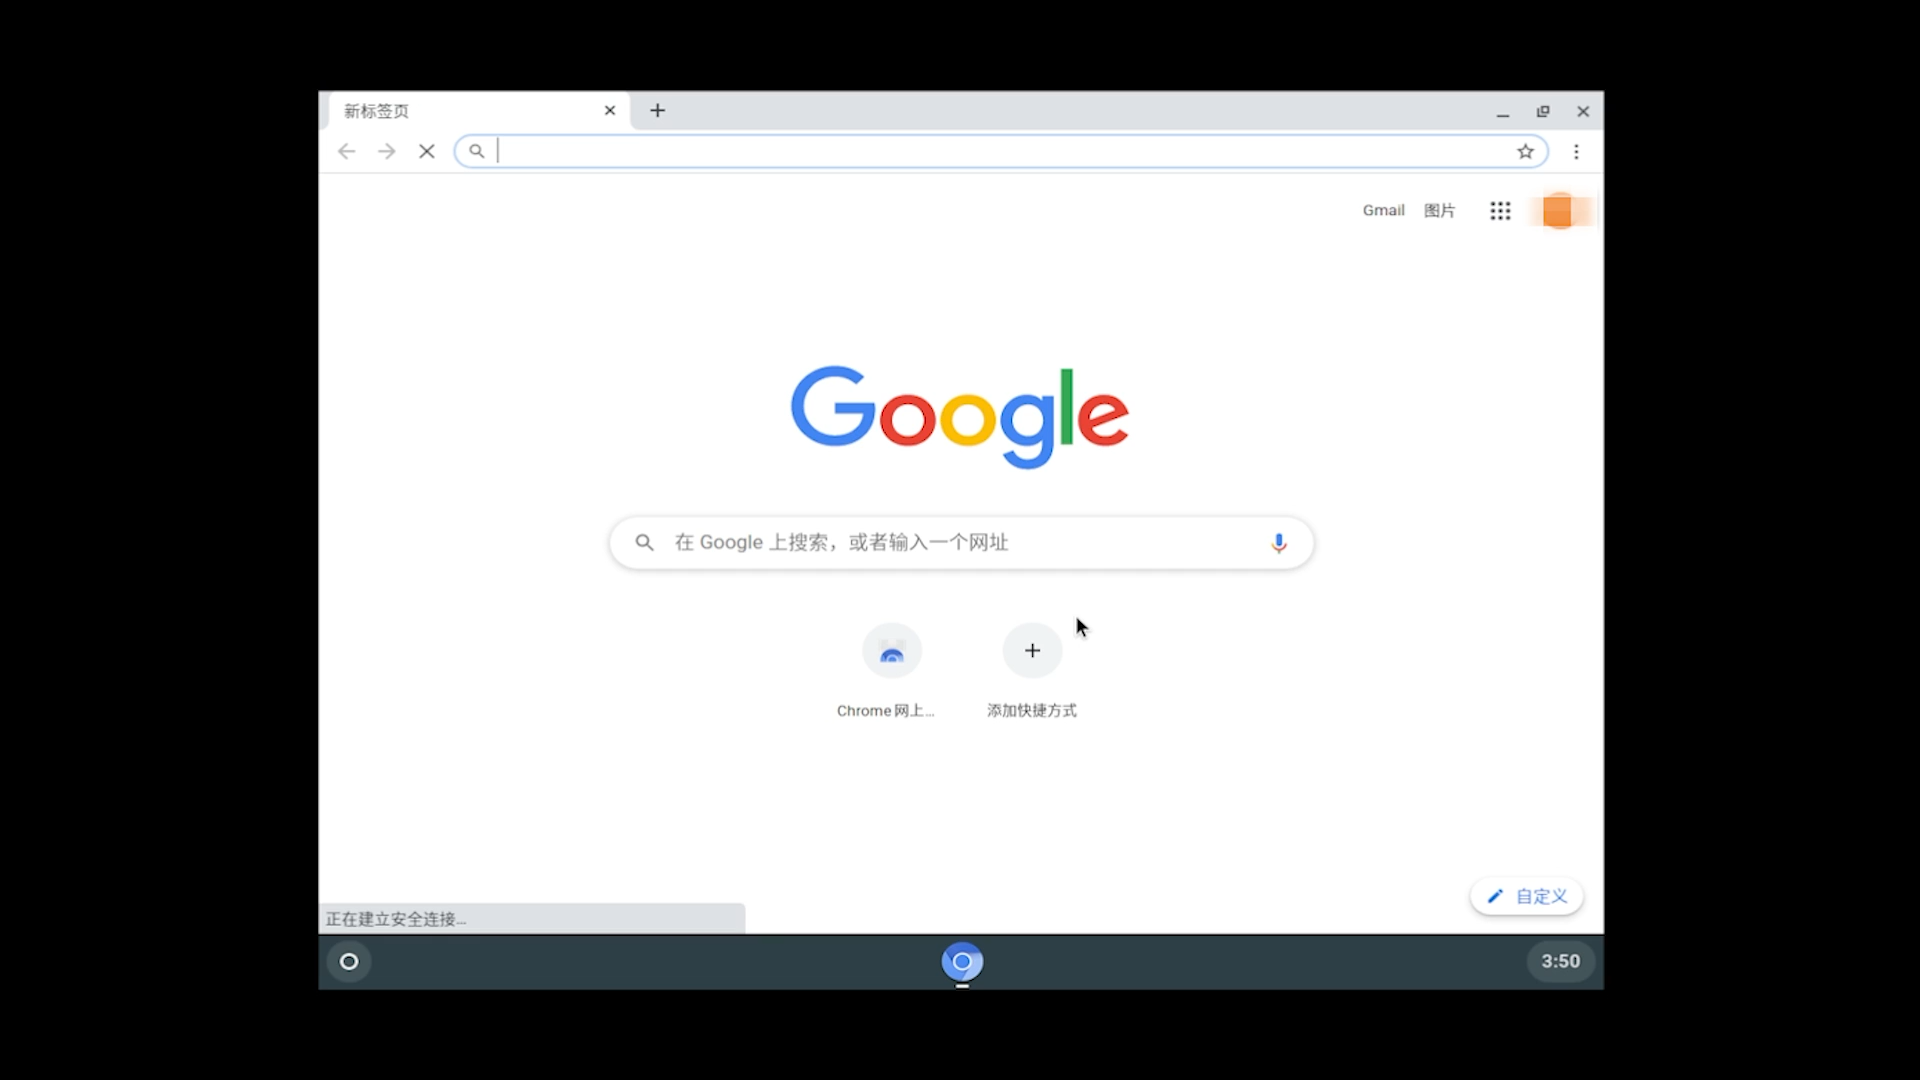 新标签页
Gmail 图片
Google
在 Google 上搜索，或者输入一个网址
Chrome 网上...
添加快捷方式
自定义
正在建立安全连接...
3:50